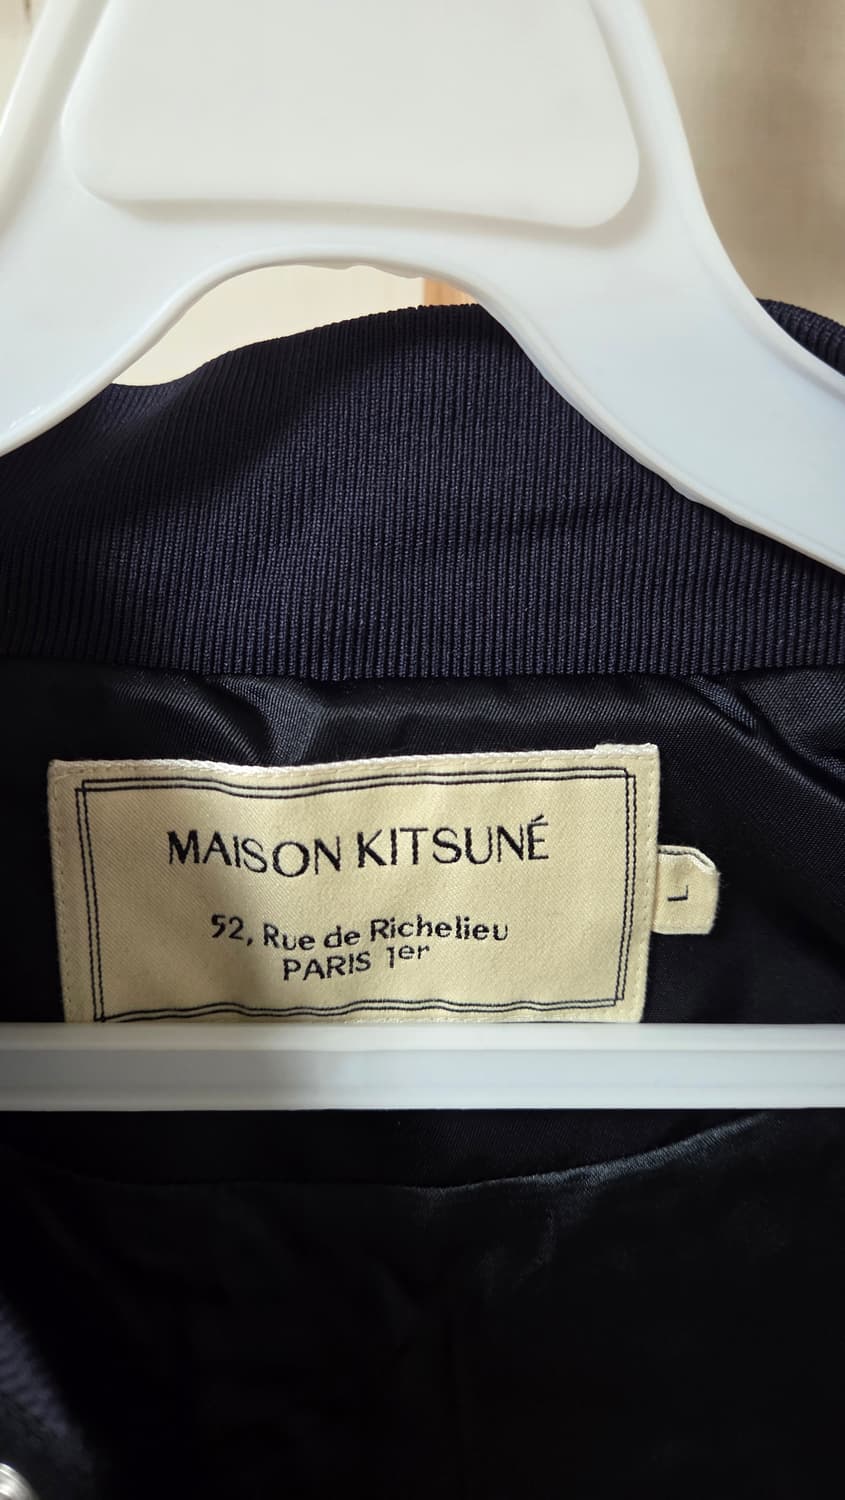 MAISON KITSUNÉ
52, Rue de Richelieu
PARIS 1er
L